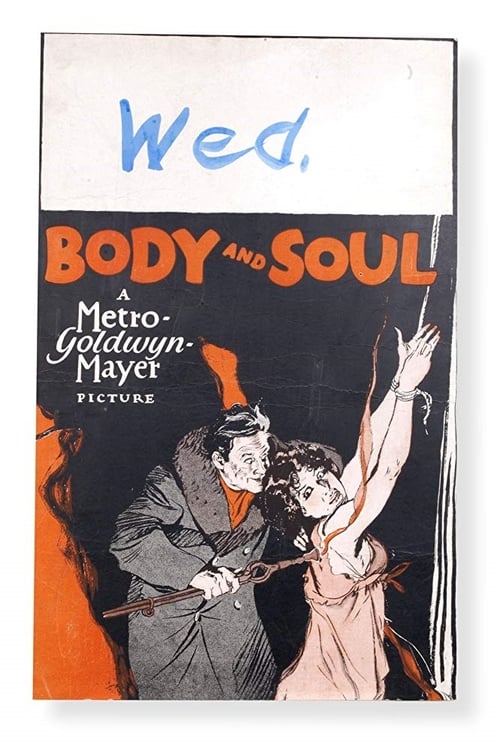 Wed.
BODY AND SOUL
A
Metro-
Goldwyn-
Mayer
PICTURE